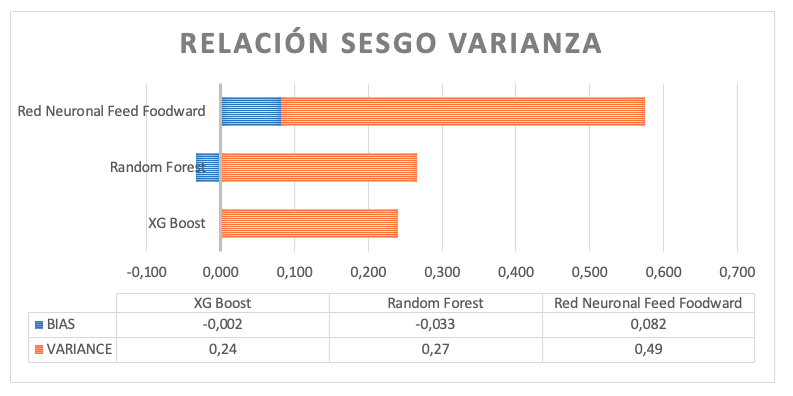 RELACIÓN SESGO VARIANZA
Red Neuronal Feed Foodward
Random Forest
XG Boost
-0,100 0,000 0,100 0,200 0,300 0,400 0,500 0,600 0,700
XG Boost Random Forest Red Neuronal Feed Foodward
BIAS -0,002 -0,033 0,082
VARIANCE 0,24 0,27 0,49